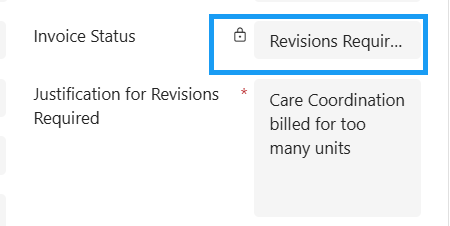 Invoice Status
Revisions Requir...
Justification for Revisions
Required
*
Care Coordination
billed for too
many units